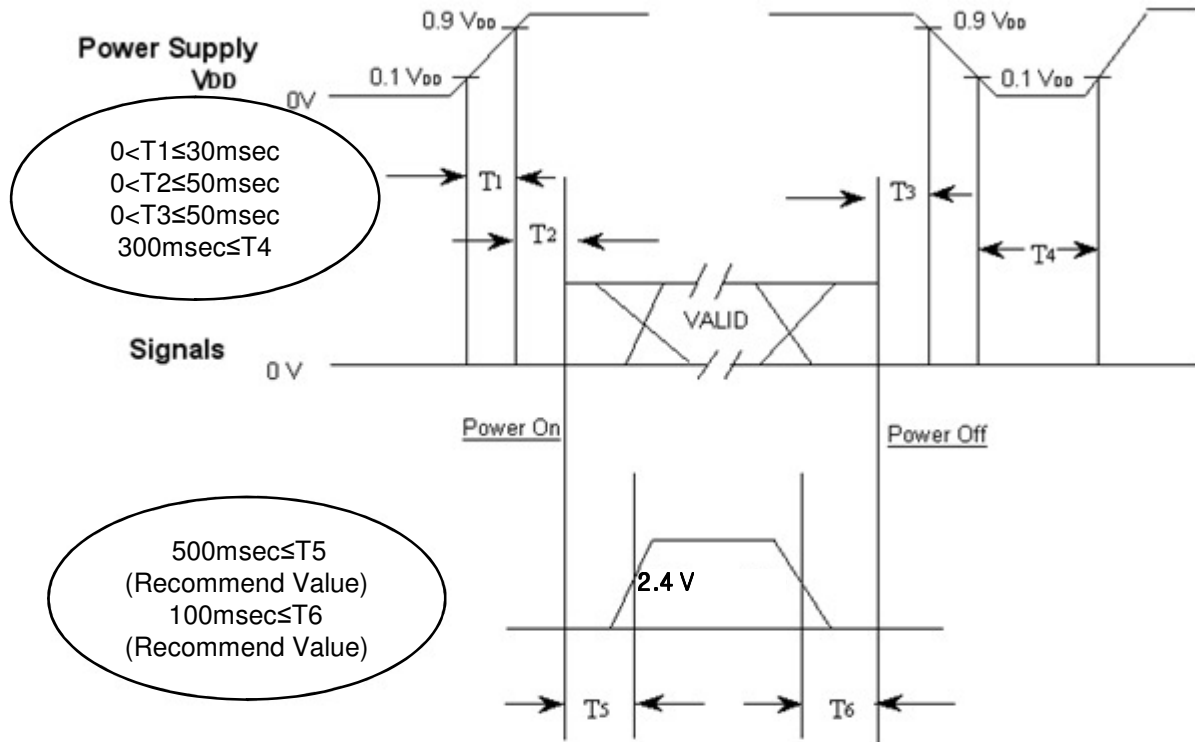 Power Supply
VDD
0.9 VDD
0.1 VDD
0V
0.9 VDD
0.1 VDD
0<T1≤30msec
0<T2≤50msec
0<T3≤50msec
300msec≤T4
T1
T2
T3
T4
VALID
Signals
0 V
Power On
Power Off
500msec≤T5
(Recommend Value)
100msec≤T6
(Recommend Value)
2.4 V
T5
T6